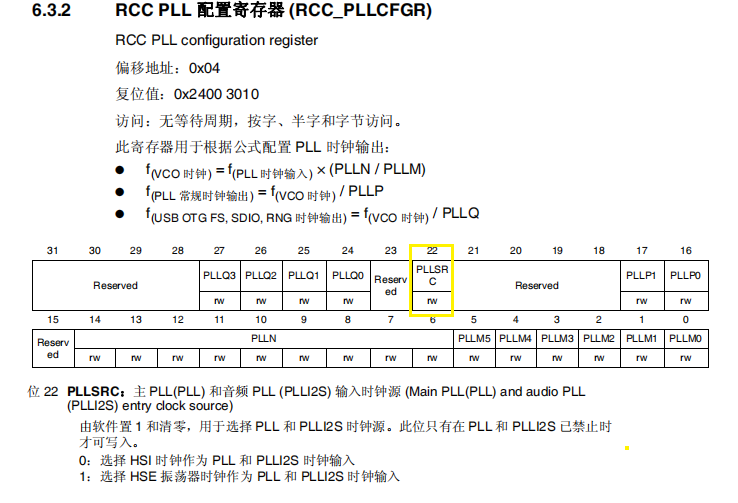 6.3.2 RCC PLL 配置寄存器 (RCC_PLLCFGR)
RCC PLL configuration register
偏移地址：0x04
复位值：0x2400 3010
访问：无等待周期，按字、半字和字节访问。
此寄存器用于根据公式配置 PLL 时钟输出：
● f(VCO 时钟) = f(PLL 时钟输入) × (PLLN / PLLM)
● f(PLL 常规时钟输出) = f(VCO 时钟) / PLLP
● f(USB OTG FS, SDIO, RNG 时钟输出) = f(VCO 时钟) / PLLQ
31 30 29 28 27 26 25 24 23 22 21 20 19 18 17 16
Reserved PLLQ3 PLLQ2 PLLQ1 PLLQ0 Reserv ed PLLSR C Reserved PLLP1 PLLP0
rw rw rw rw rw rw rw
15 14 13 12 11 10 9 8 7 6 5 4 3 2 1 0
Reserv ed PLLN PLLM5 PLLM4 PLLM3 PLLM2 PLLM1 PLLM0
rw rw rw rw rw rw rw rw rw rw rw rw rw rw rw
位 22 PLLSRC：主 PLL(PLL) 和音频 PLL (PLLI2S) 输入时钟源 (Main PLL(PLL) and audio PLL
(PLLI2S) entry clock source)
由软件置 1 和清零，用于选择 PLL 和 PLLI2S 时钟源。此位只有在 PLL 和 PLLI2S 已禁止时
才可写入。
0：选择 HSI 时钟作为 PLL 和 PLLI2S 时钟输入
1：选择 HSE 振荡器时钟作为 PLL 和 PLLI2S 时钟输入